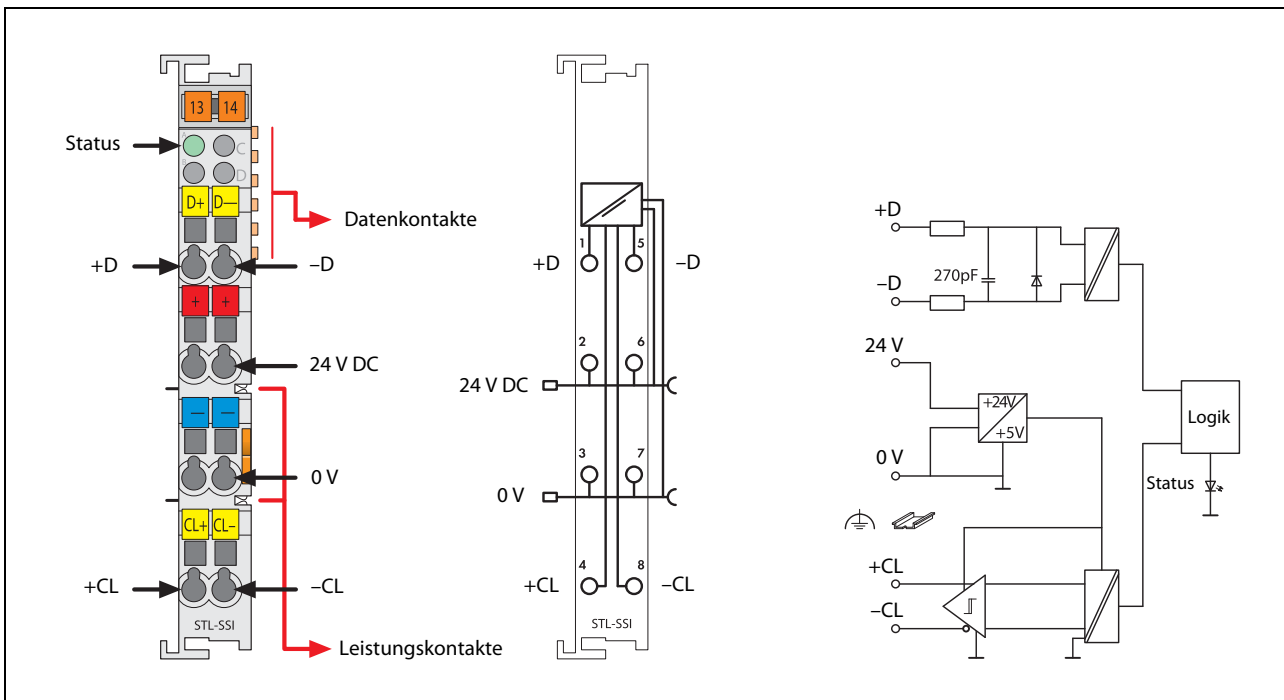 13 14
A
C
Status
B
D
D+ D—
Datenkontakte
+D
–D
+ +
24 V DC
— —
0 V
CL+ CL–
+CL
–CL
STL-SSI
Leistungskontakte
1 5
+D
–D
2 6
24 V DC
3 7
0 V
4 8
+CL
–CL
STL-SSI
+D
270pF
–D
24 V
+24V
+5V
Logik
0 V
Status
+CL
–CL